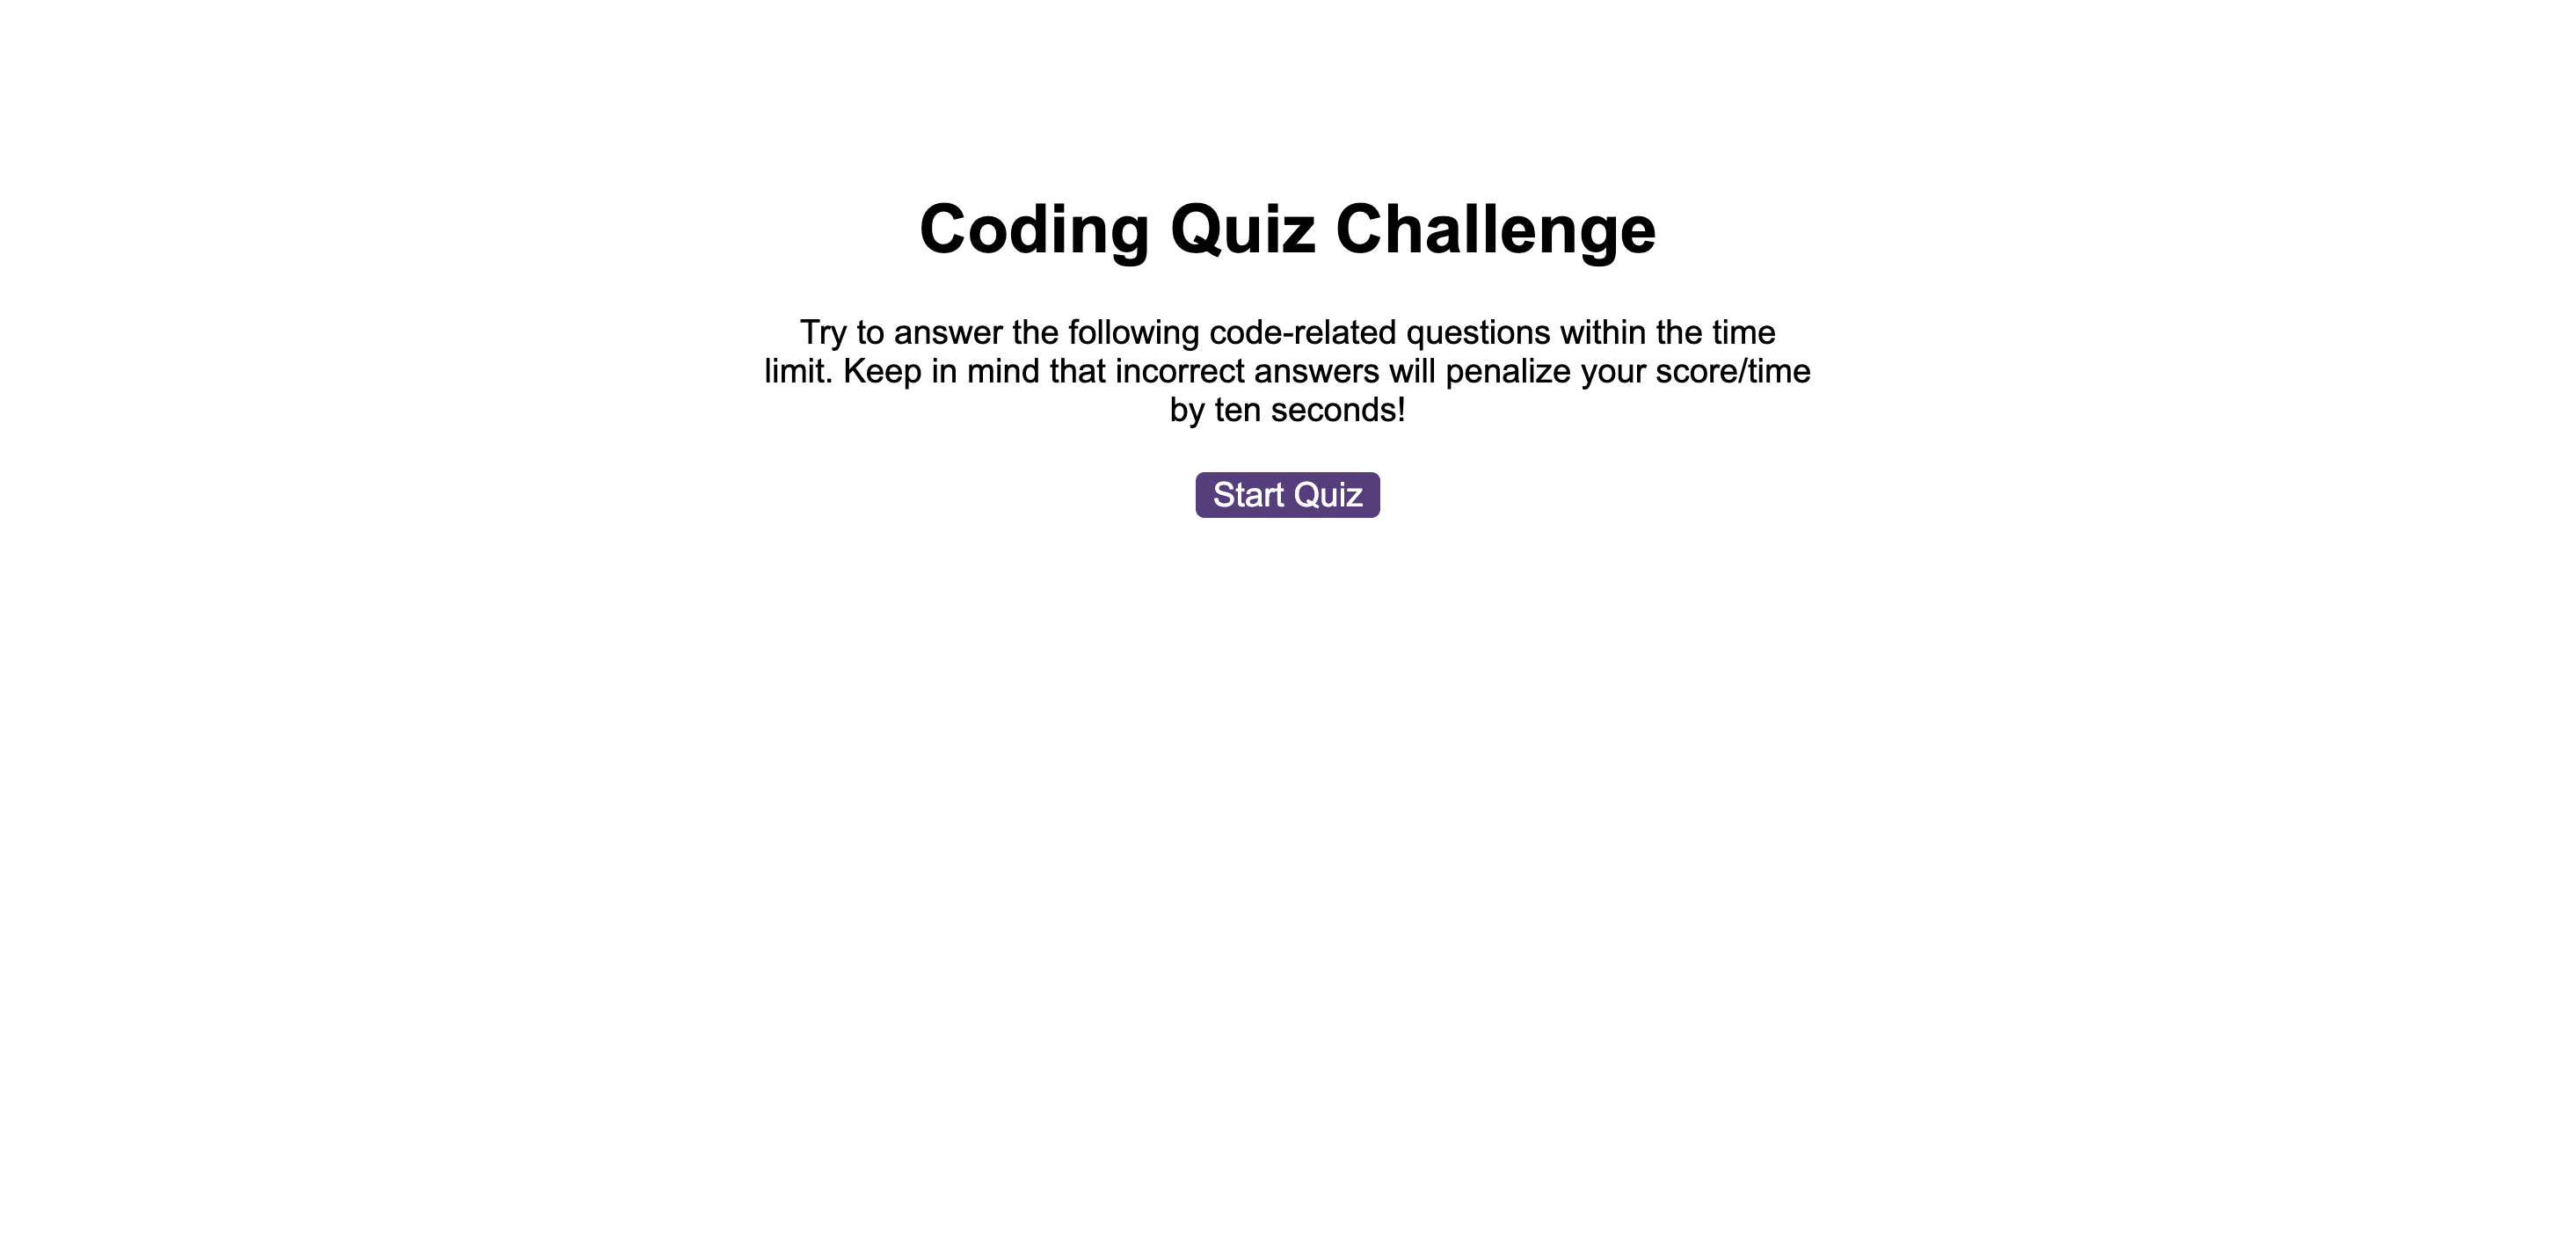 Coding Quiz Challenge
Try to answer the following code-related questions within the time
limit. Keep in mind that incorrect answers will penalize your score/time
by ten seconds!
Start Quiz